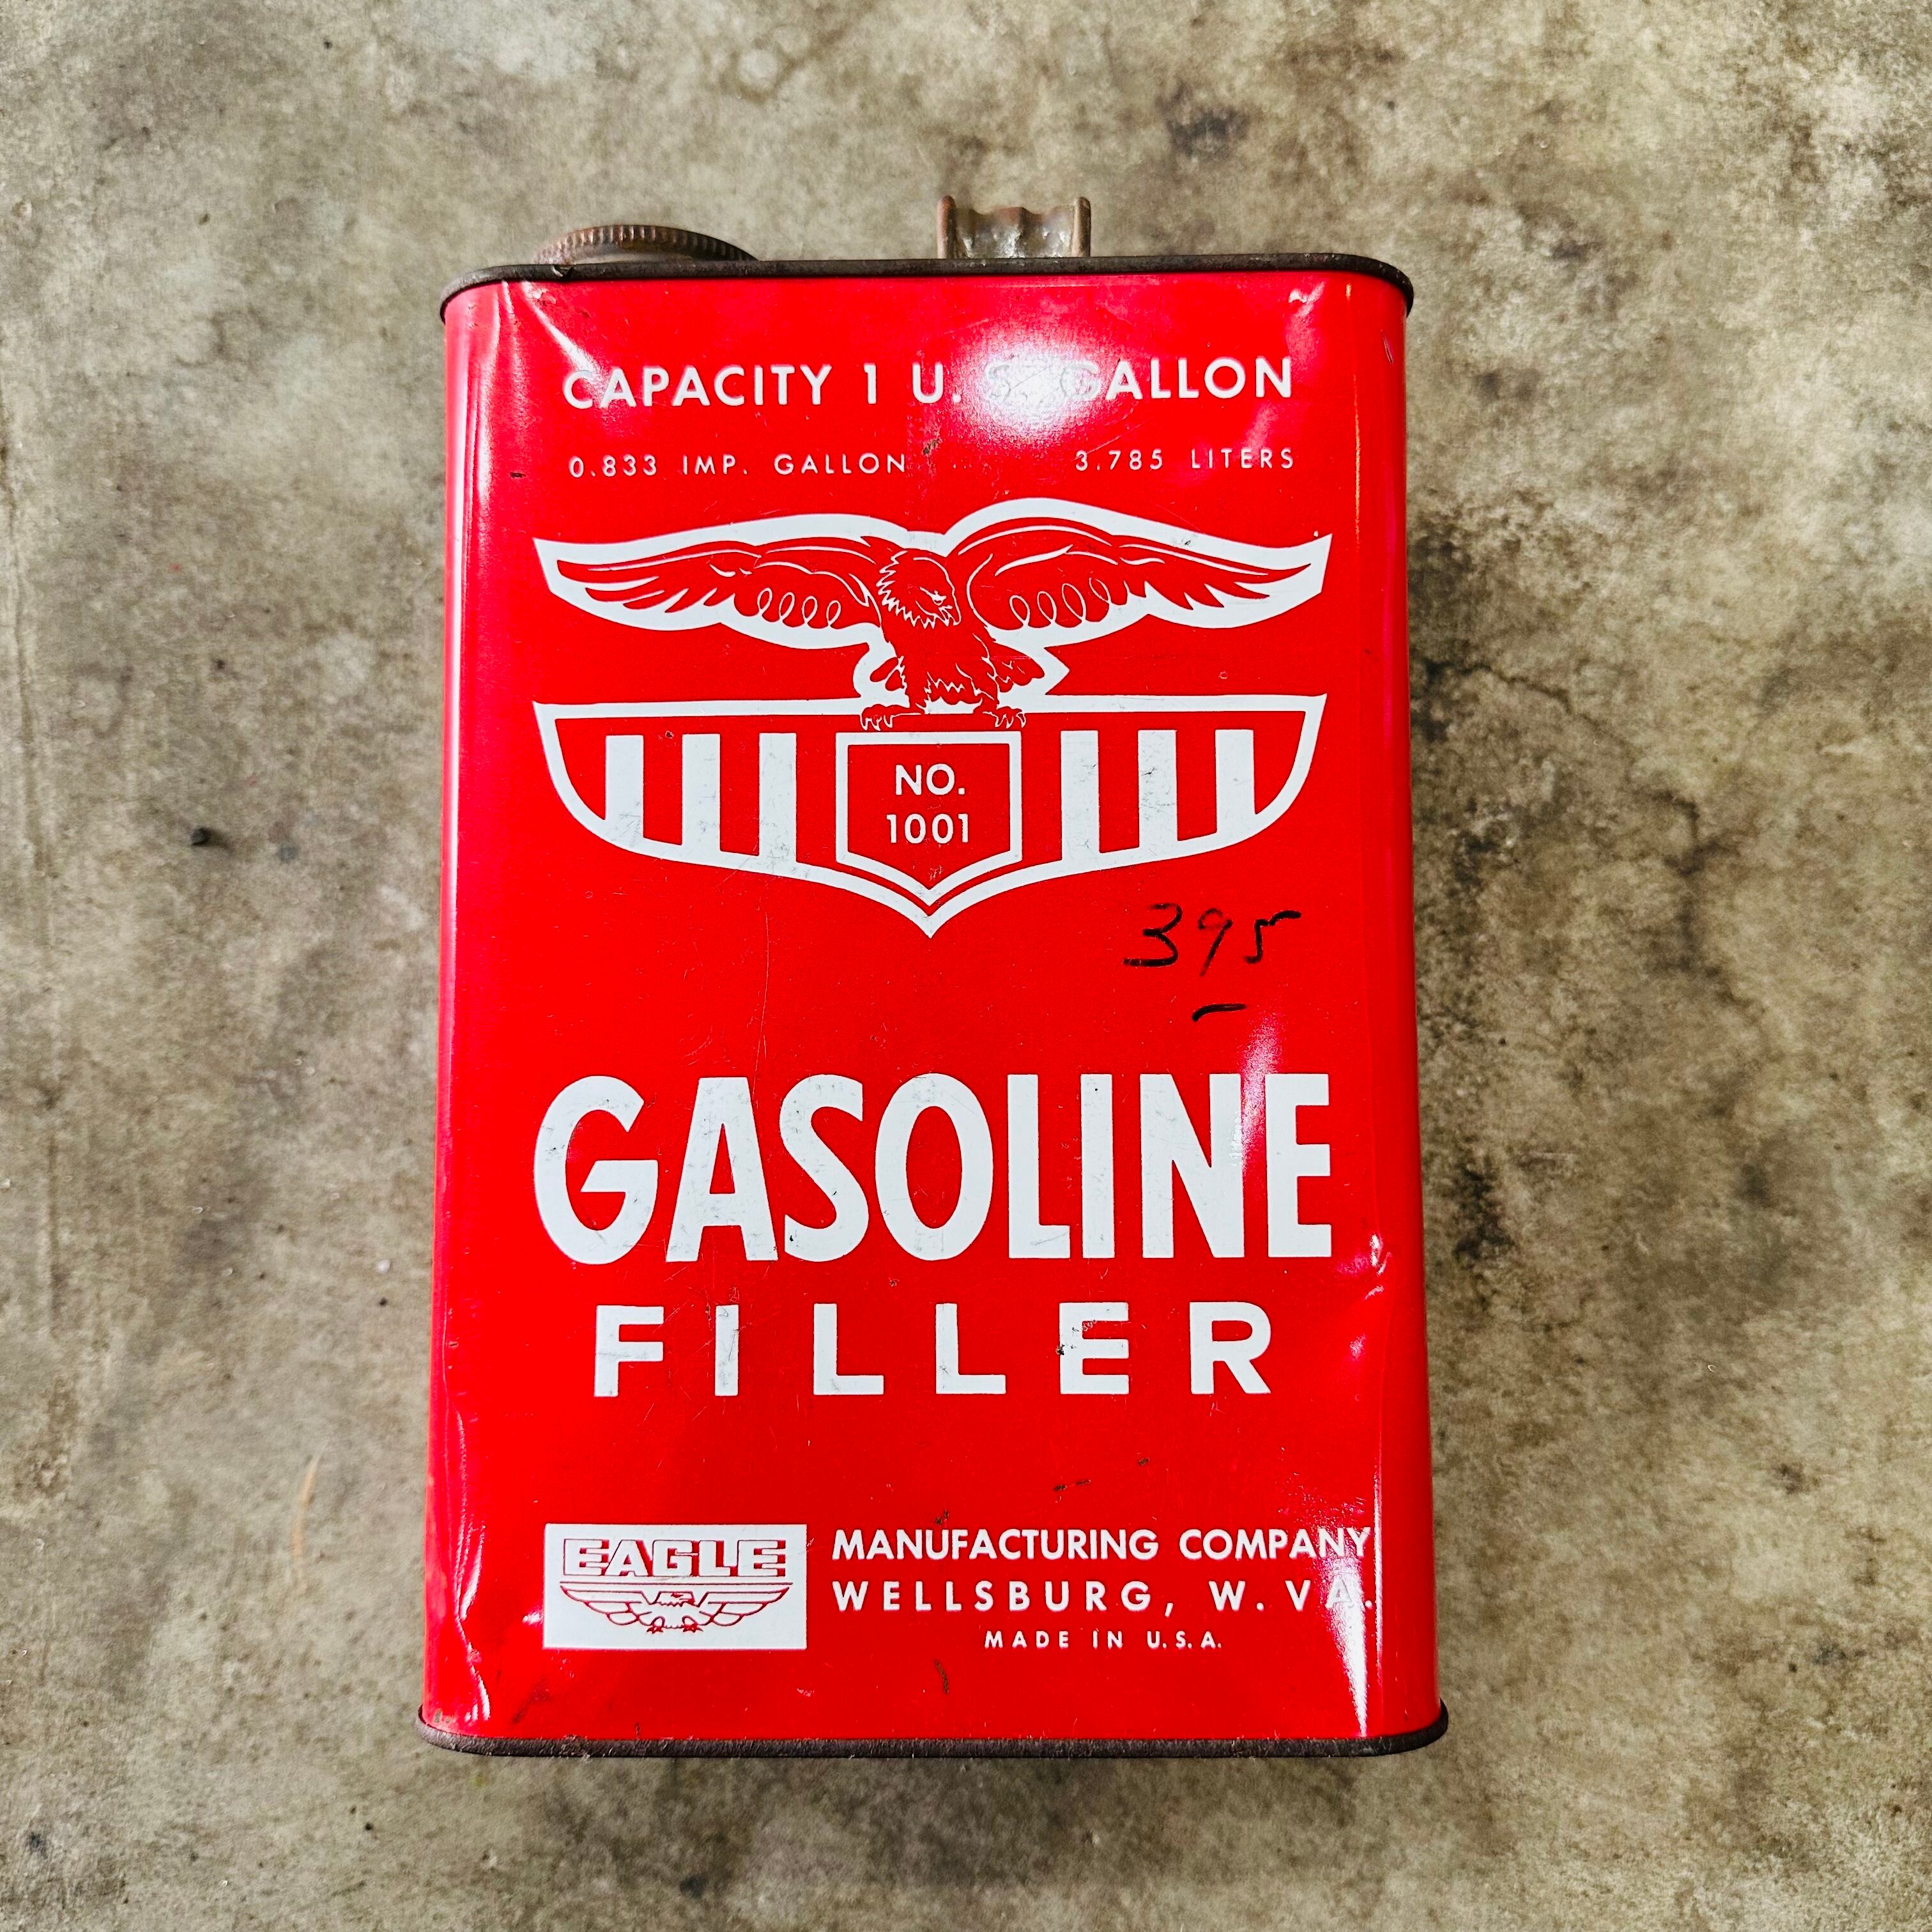 CAPACITY 1 U. S. GALLON
0.833 IMP. GALLON 3.785 LITERS
NO.
1001
395
GASOLINE
FILLER
EAGLE
MANUFACTURING COMPANY
WELLSBURG, W. VA.
MADE IN U.S.A.